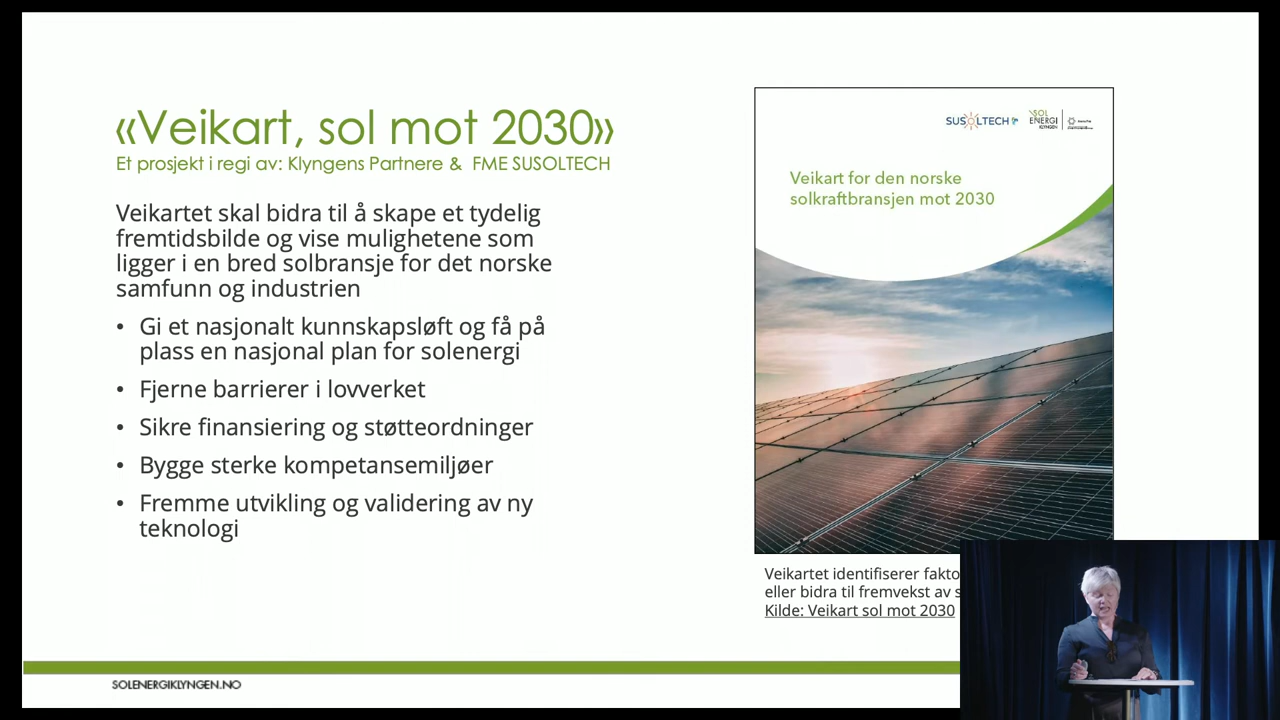 «Veikart, sol mot 2030»
Et prosjekt i regi av: Klyngens Partnere & FME SUSOLTECH
Veikartet skal bidra til å skape et tydelig
fremtidsbilde og vise mulighetene som
ligger i en bred solbransje for det norske
samfunn og industrien
• Gi et nasjonalt kunnskapsløft og få på
plass en nasjonal plan for solenergi
• Fjerne barrierer i lovverket
• Sikre finansiering og støtteordninger
• Bygge sterke kompetansemiljøer
• Fremme utvikling og validering av ny
teknologi
SUSOLTECH
SOL
ENERGI
KLYNGEN
Veikart for den norske
solkraftbransjen mot 2030
Veikartet identifiserer
eller bidra til fremvekst av
Kilde: Veikart sol mot 2030
SOLENERGIKLYNGEN.NO